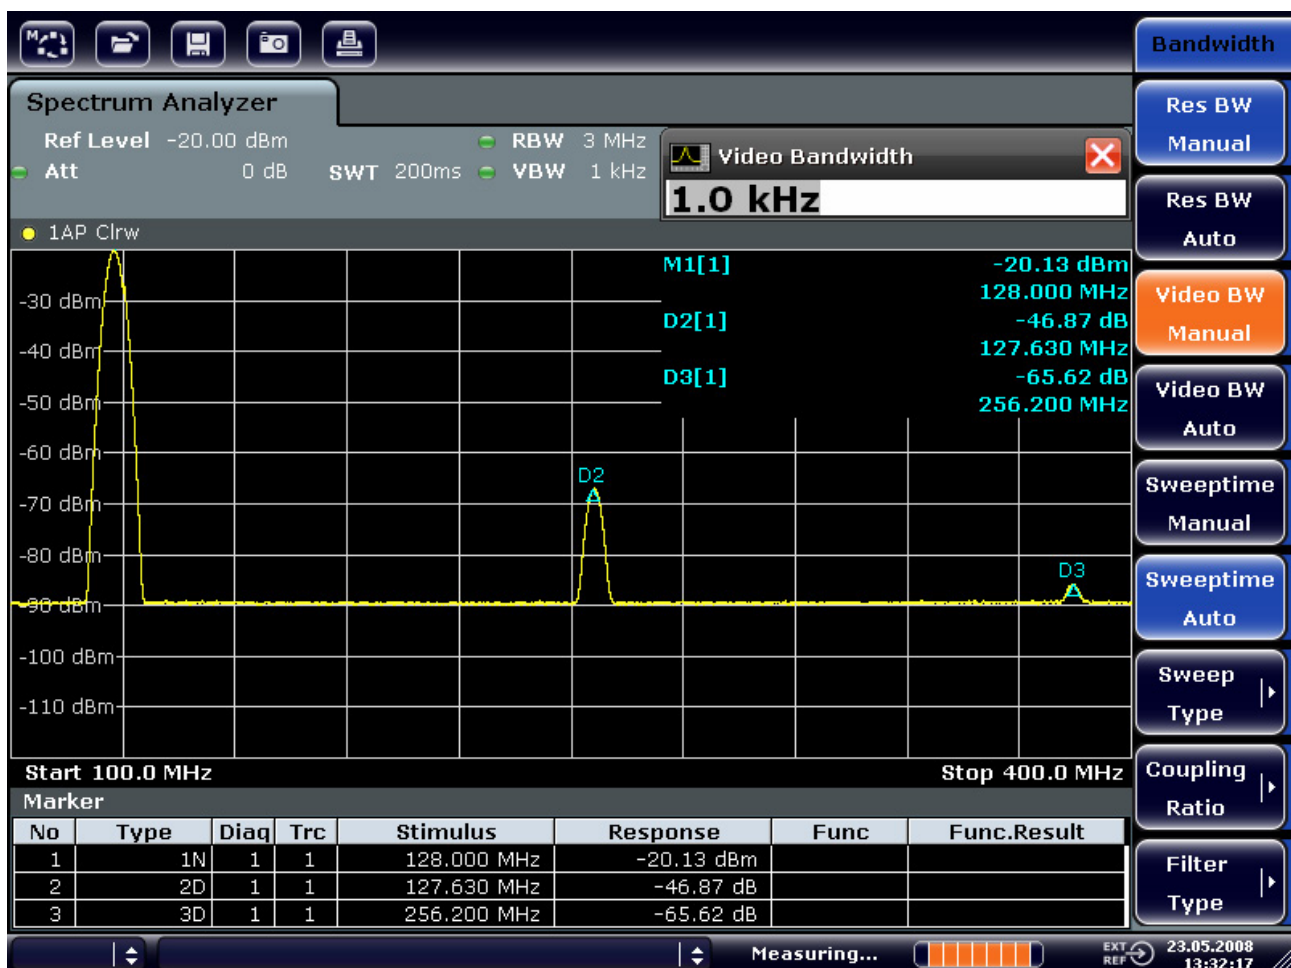 M
Bandwidth
Spectrum Analyzer
Ref Level -20.00 dBm
RBW 3 MHz
Att 0 dB SWT 200ms
VBW 1 kHz
Video Bandwidth
1.0 kHz
1AP Clrw
M1[1] -20.13 dBm
128.000 MHz
D2[1] -46.87 dB
127.630 MHz
D3[1] -65.62 dB
256.200 MHz
-30 dBm
-40 dBm
-50 dBm
-60 dBm
-70 dBm
-80 dBm
-90 dBm
-100 dBm
-110 dBm
D2
D3
Start 100.0 MHz
Stop 400.0 MHz
Marker
No Type Diaq Trc Stimulus Response Func Func.Result
1 1N 1 1 128.000 MHz -20.13 dBm
2 2D 1 1 127.630 MHz -46.87 dB
3 3D 1 1 256.200 MHz -65.62 dB
Res BW
Manual
Res BW
Auto
Video BW
Manual
Video BW
Auto
Sweeptime
Manual
Sweeptime
Auto
Sweep
Type
Coupling
Ratio
Filter
Type
Measuring...
EXT
REF
23.05.2008
13:32:17